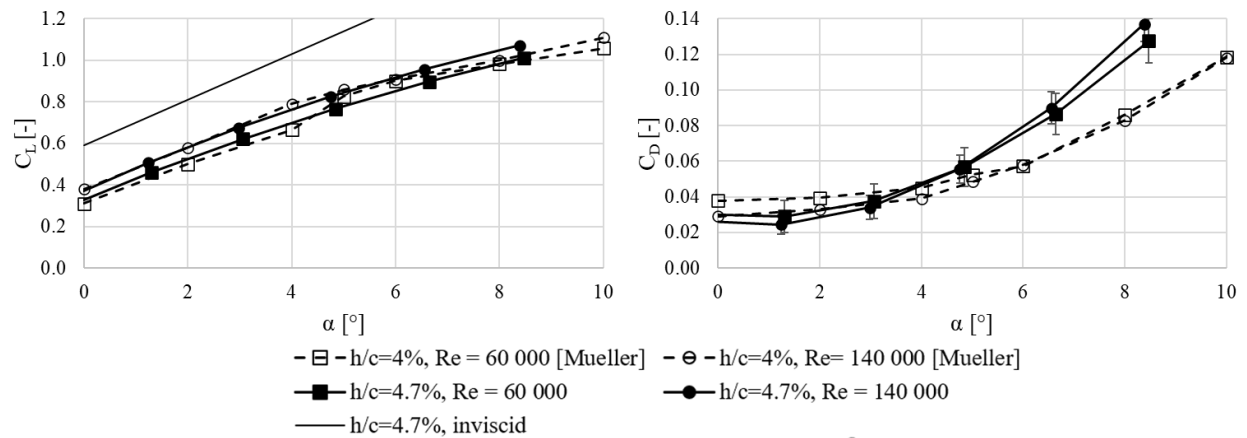 1.2
1.0
0.8
0.6
0.4
0.2
0.0
C_L [-]
0 2 4 6 8 10
α [°]
0.14
0.12
0.10
0.08
0.06
0.04
0.02
0.00
C_D [-]
0 2 4 6 8 10
α [°]
h/c=4%, Re = 60 000 [Mueller]
h/c=4%, Re= 140 000 [Mueller]
h/c=4.7%, Re = 60 000
h/c=4.7%, Re = 140 000
h/c=4.7%, inviscid